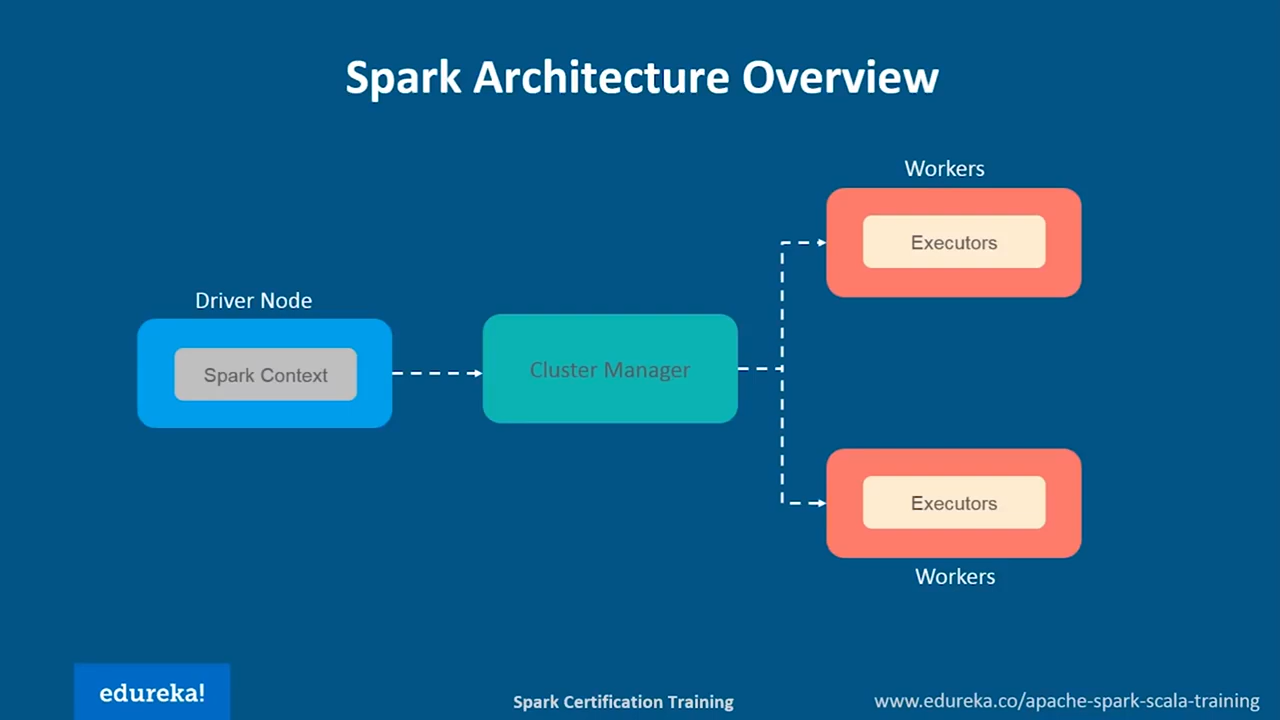 Spark Architecture Overview
Workers
Executors
Driver Node
Spark Context
Cluster Manager
Executors
Workers
edureka!
Spark Certification Training
www.edureka.co/apache-spark-scala-training